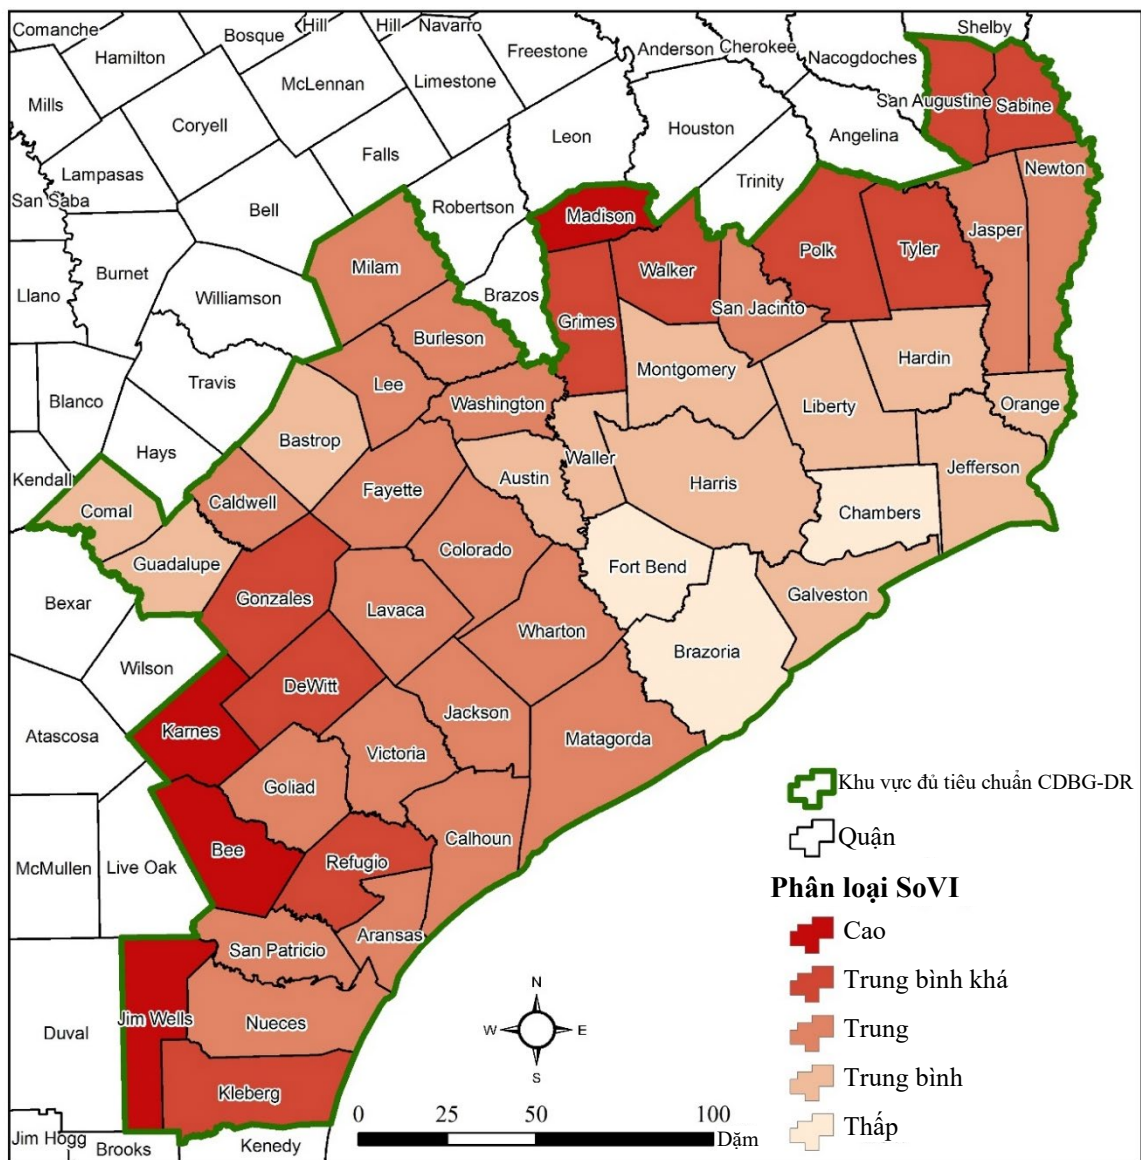 Shelby
Comanche
Bosque
Hill
Hill
Navarro
Hamilton
Freestone
Anderson
Cherokee
Nacogdoches
McLennan
Limestone
Mills
San Augustine
Sabine
Coryell
Leon
Houston
Angelina
Falls
Lampasas
Newton
San Saba
Trinity
Bell
Robertson
Madison
Jasper
Milam
Walker
Polk
Tyler
Burnet
Llano
Williamson
Brazos
San Jacinto
Grimes
Burleson
Hardin
Montgomery
Travis
Lee
Blanco
Washington
Liberty
Orange
Bastrop
Hays
Waller
Kendall
Austin
Harris
Jefferson
Fayette
Caldwell
Comal
Chambers
Colorado
Guadalupe
Fort Bend
Galveston
Bexar
Gonzales
Lavaca
Wharton
Brazoria
Wilson
DeWitt
Jackson
Karnes
Atascosa
Matagorda
Victoria
Goliad
Calhoun
Bee
Refugio
McMullen
Live Oak
Aransas
San Patricio
Jim Wells
Nueces
Duval
Kleberg
Jim Hogg
Brooks
Kenedy
Khu vực đủ tiêu chuẩn CDBG-DR
Quận
Phân loại SoVI
Cao
Trung bình khá
Trung
Trung bình
Thấp
N
W E
S
0 25 50 100
Dặm